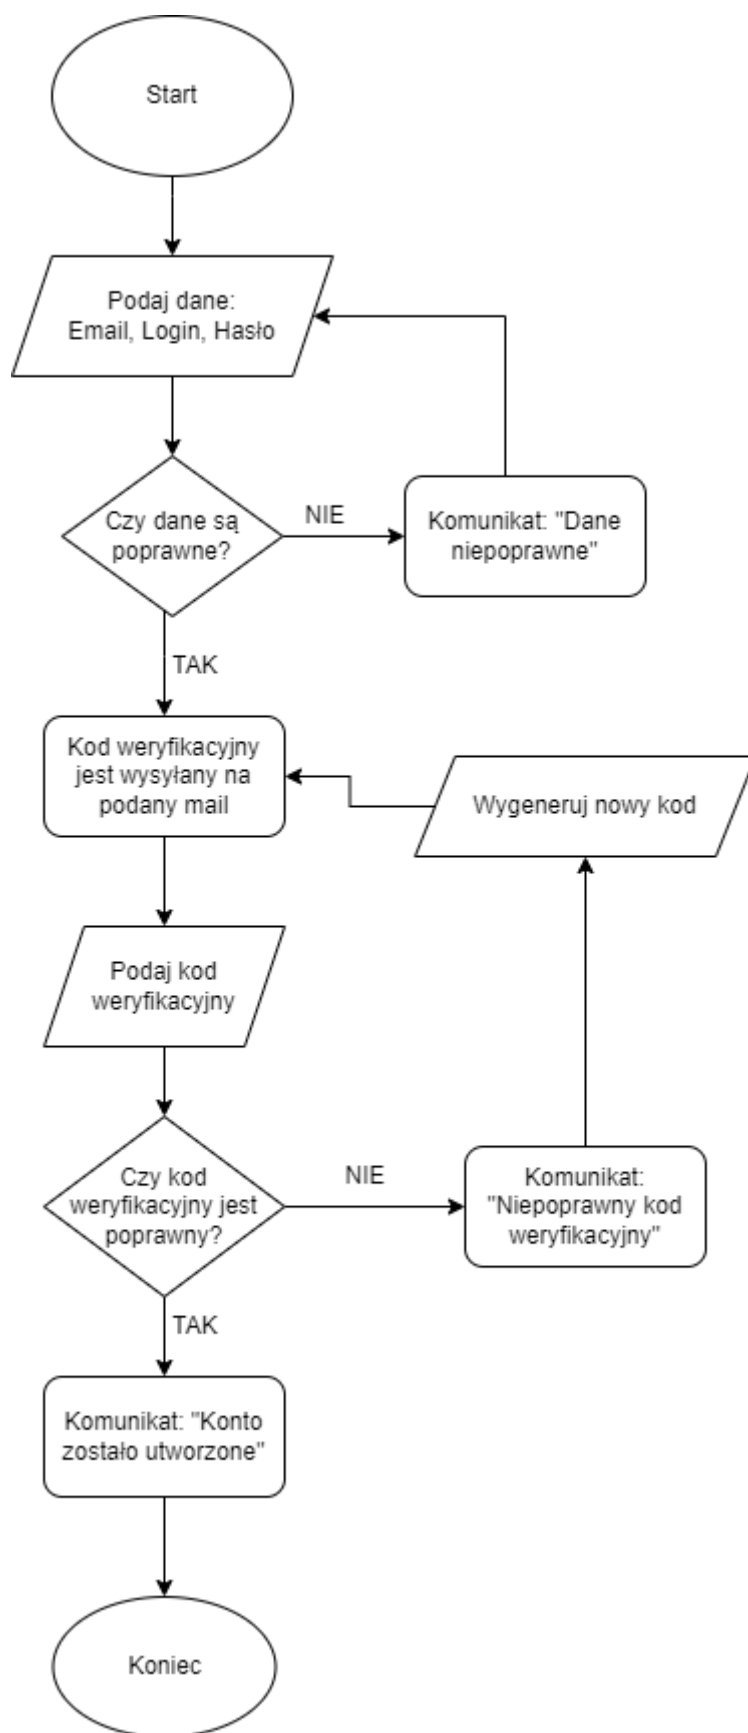 Start
Podaj dane:
Email, Login, Hasło
Czy dane są
poprawne?
NIE
Komunikat: "Dane
niepoprawne"
TAK
Kod weryfikacyjny
jest wysyłany na
podany mail
Wygeneruj nowy kod
Podaj kod
weryfikacyjny
Czy kod
weryfikacyjny jest
poprawny?
NIE
Komunikat:
"Niepoprawny kod
weryfikacyjny"
TAK
Komunikat: "Konto
zostało utworzone"
Koniec